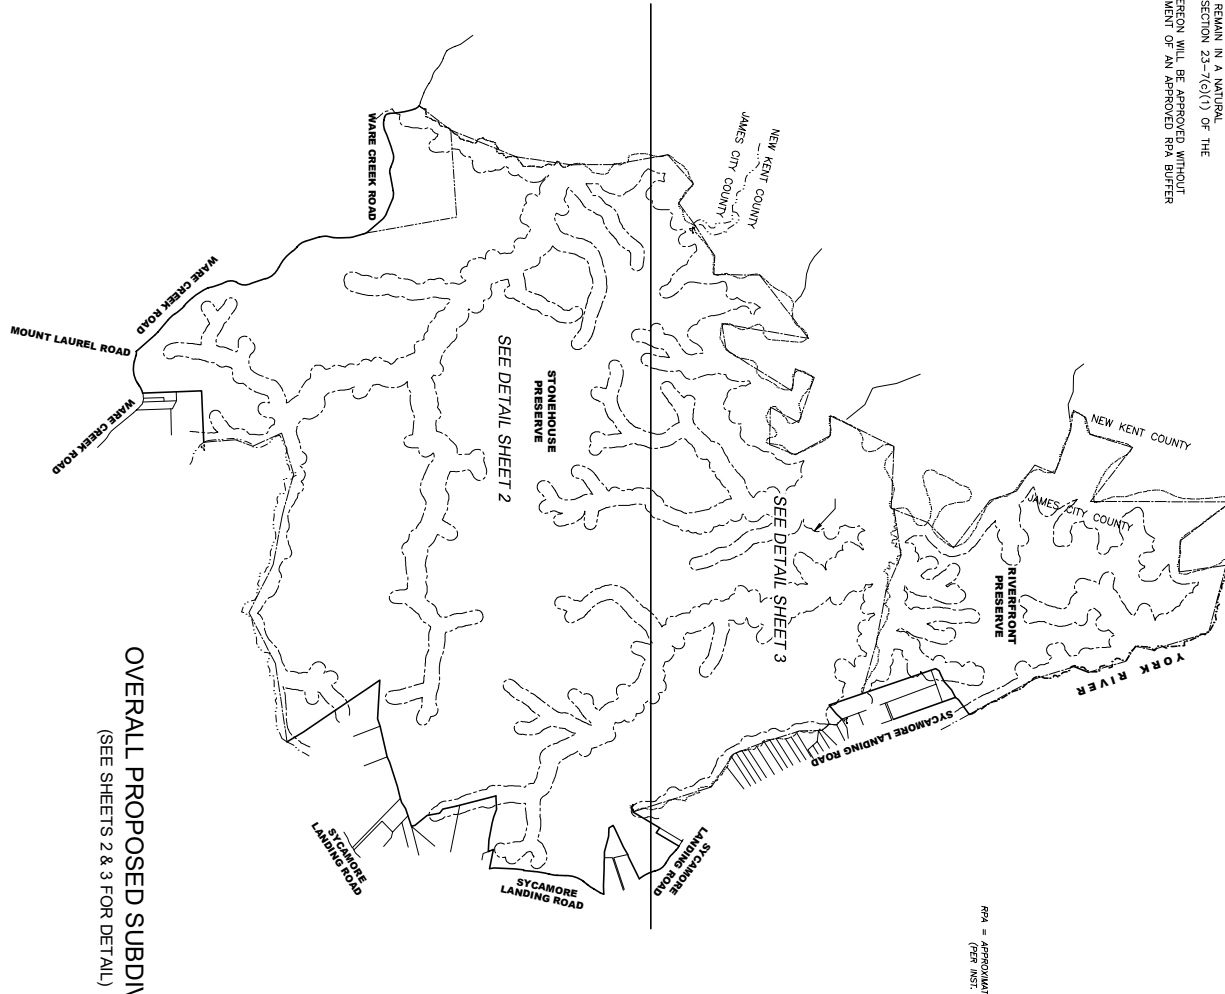 REMAIN IN A NATURAL
SECTION 23-7(c)(1) OF THE
EREON WILL BE APPROVED WITHOUT
MENT OF AN APPROVED RPA BUFFER
NEW KENT COUNTY
JAMES CITY COUNTY
WARE CREEK ROAD
WARE CREEK ROAD
MOUNT LAUREL ROAD
WARE CREEK ROAD
STONEHOUSE
PRESERVE
SEE DETAIL SHEET 2
SEE DETAIL SHEET 3
NEW KENT COUNTY
JAMES CITY COUNTY
RIVERFRONT
PRESERVE
YORK RIVER
SYCAMORE LANDING ROAD
SYCAMORE
LANDING ROAD
SYCAMORE
LANDING ROAD
SYCAMORE
LANDING ROAD
RPA = APPROXIMAT
(PER INST.
OVERALL PROPOSED SUBDIV
(SEE SHEETS 2 & 3 FOR DETAIL)